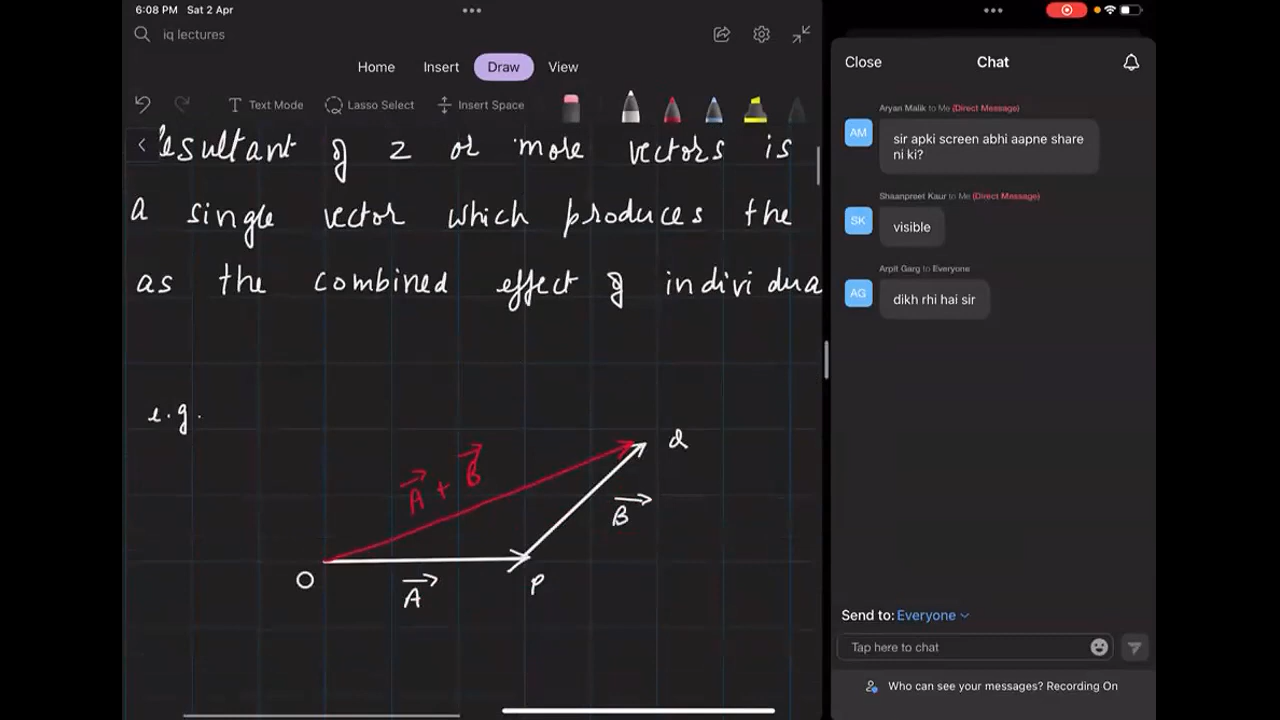 6:08 PM Sat 2 Apr
iq lectures
Home Insert Draw View
Text Mode Lasso Select Insert Space
resultant of 2 or more vectors is
a single vector which produces the
as the combined effect of individua
e.g.
A + B
Q
B
O
A
P
Close Chat
Aryan Malik to Me (Direct Message)
AM
sir apki screen abhi aapne share
ni ki?
Shaanpreet Kaur to Me (Direct Message)
SK
visible
Arpit Garg to Everyone
AG
dikh rhi hai sir
Send to: Everyone
Tap here to chat
Who can see your messages? Recording On